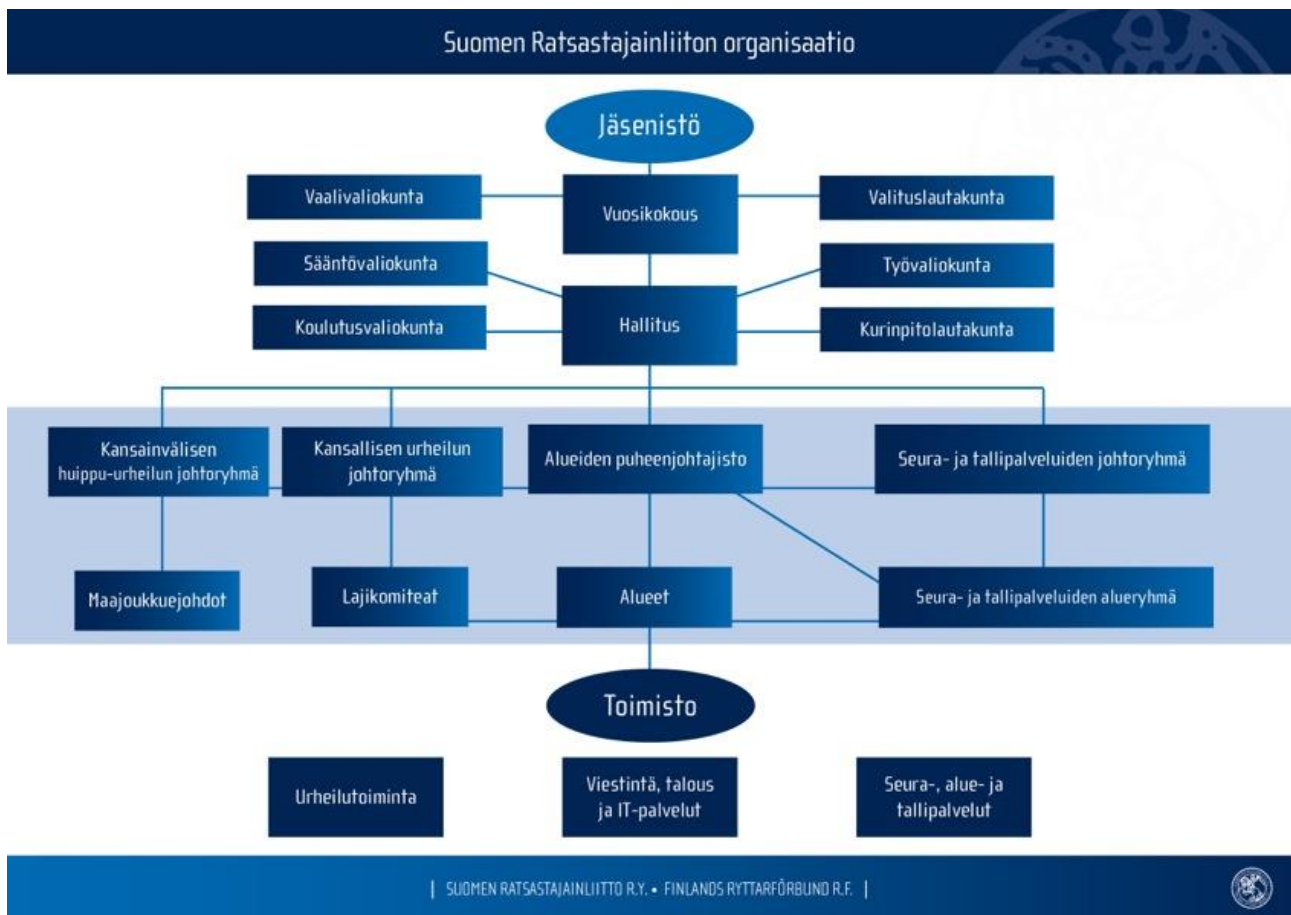 Suomen Ratsastajainliiton organisaatio
Jäsenistö
Vaalivaliokunta
Vuosikokous
Valituslautakunta
Sääntövaliokunta
Työvaliokunta
Koulutusvaliokunta
Hallitus
Kurinpitolautakunta
Kansainvälisen
huippu-urheilun johtoryhmä
Kansallisen urheilun
johtoryhmä
Alueiden puheenjohtajisto
Seura- ja tallipalveluiden johtoryhmä
Maajoukkuejohdot
Lajikomiteat
Alueet
Seura- ja tallipalveluiden alueryhmä
Toimisto
Urheilutoiminta
Viestintä, talous
ja IT-palvelut
Seura-, alue- ja
tallipalvelut
| SUOMEN RATSASTAJAINLIITTO R.Y. • FINLANDS RYTTARFÖRBUND R.F. |